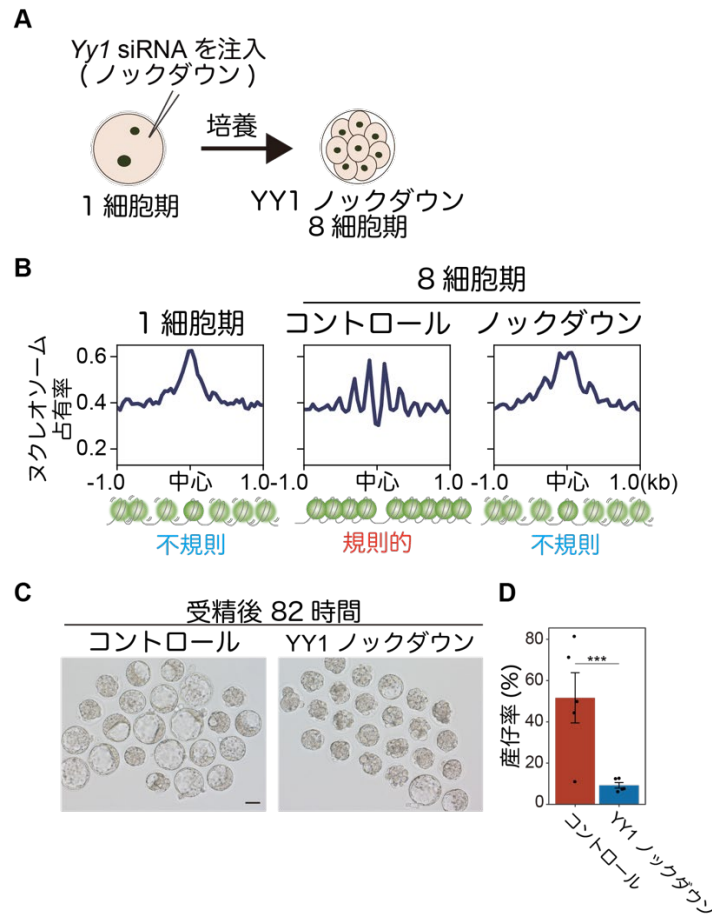 A
Yy1 siRNA を注入
( ノックダウン )
培養
1 細胞期
YY1 ノックダウン
8 細胞期
B
8 細胞期
1 細胞期
コントロール
ノックダウン
ヌクレオソーム
占有率
0.6
0.4
0.2
-1.0 中心 1.0
-1.0 中心 1.0
-1.0 中心 1.0(kb)
不規則
規則的
不規則
C
受精後 82 時間
コントロール
YY1 ノックダウン
D
産仔率 (%)
80
60
40
20
0
***
コントロール
YY1 ノックダウン